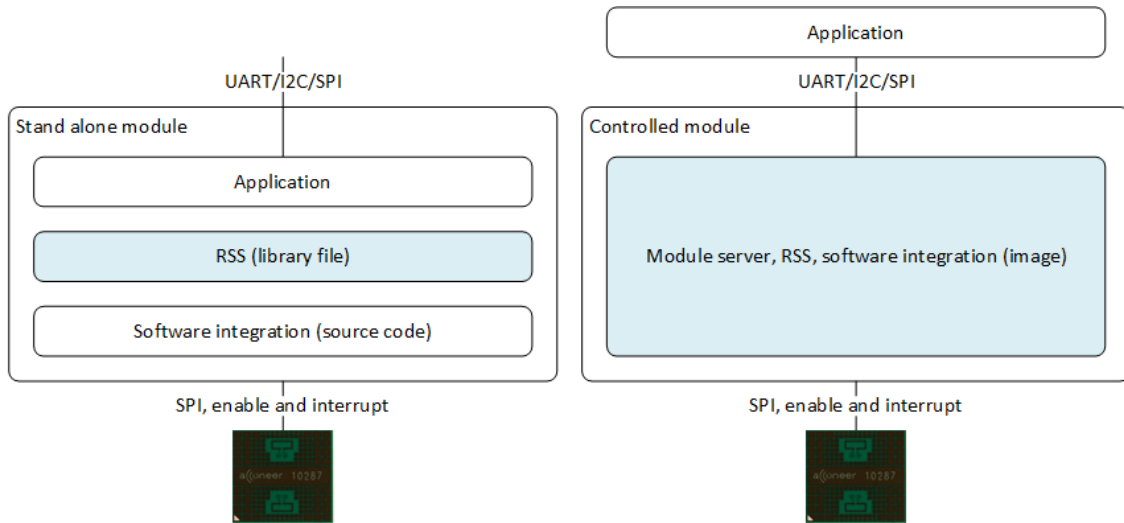 UART/I2C/SPI
Stand alone module
Application
RSS (library file)
Software integration (source code)
SPI, enable and interrupt
acconeer 10287
Application
UART/I2C/SPI
Controlled module
Module server, RSS, software integration (image)
SPI, enable and interrupt
acconeer 10287